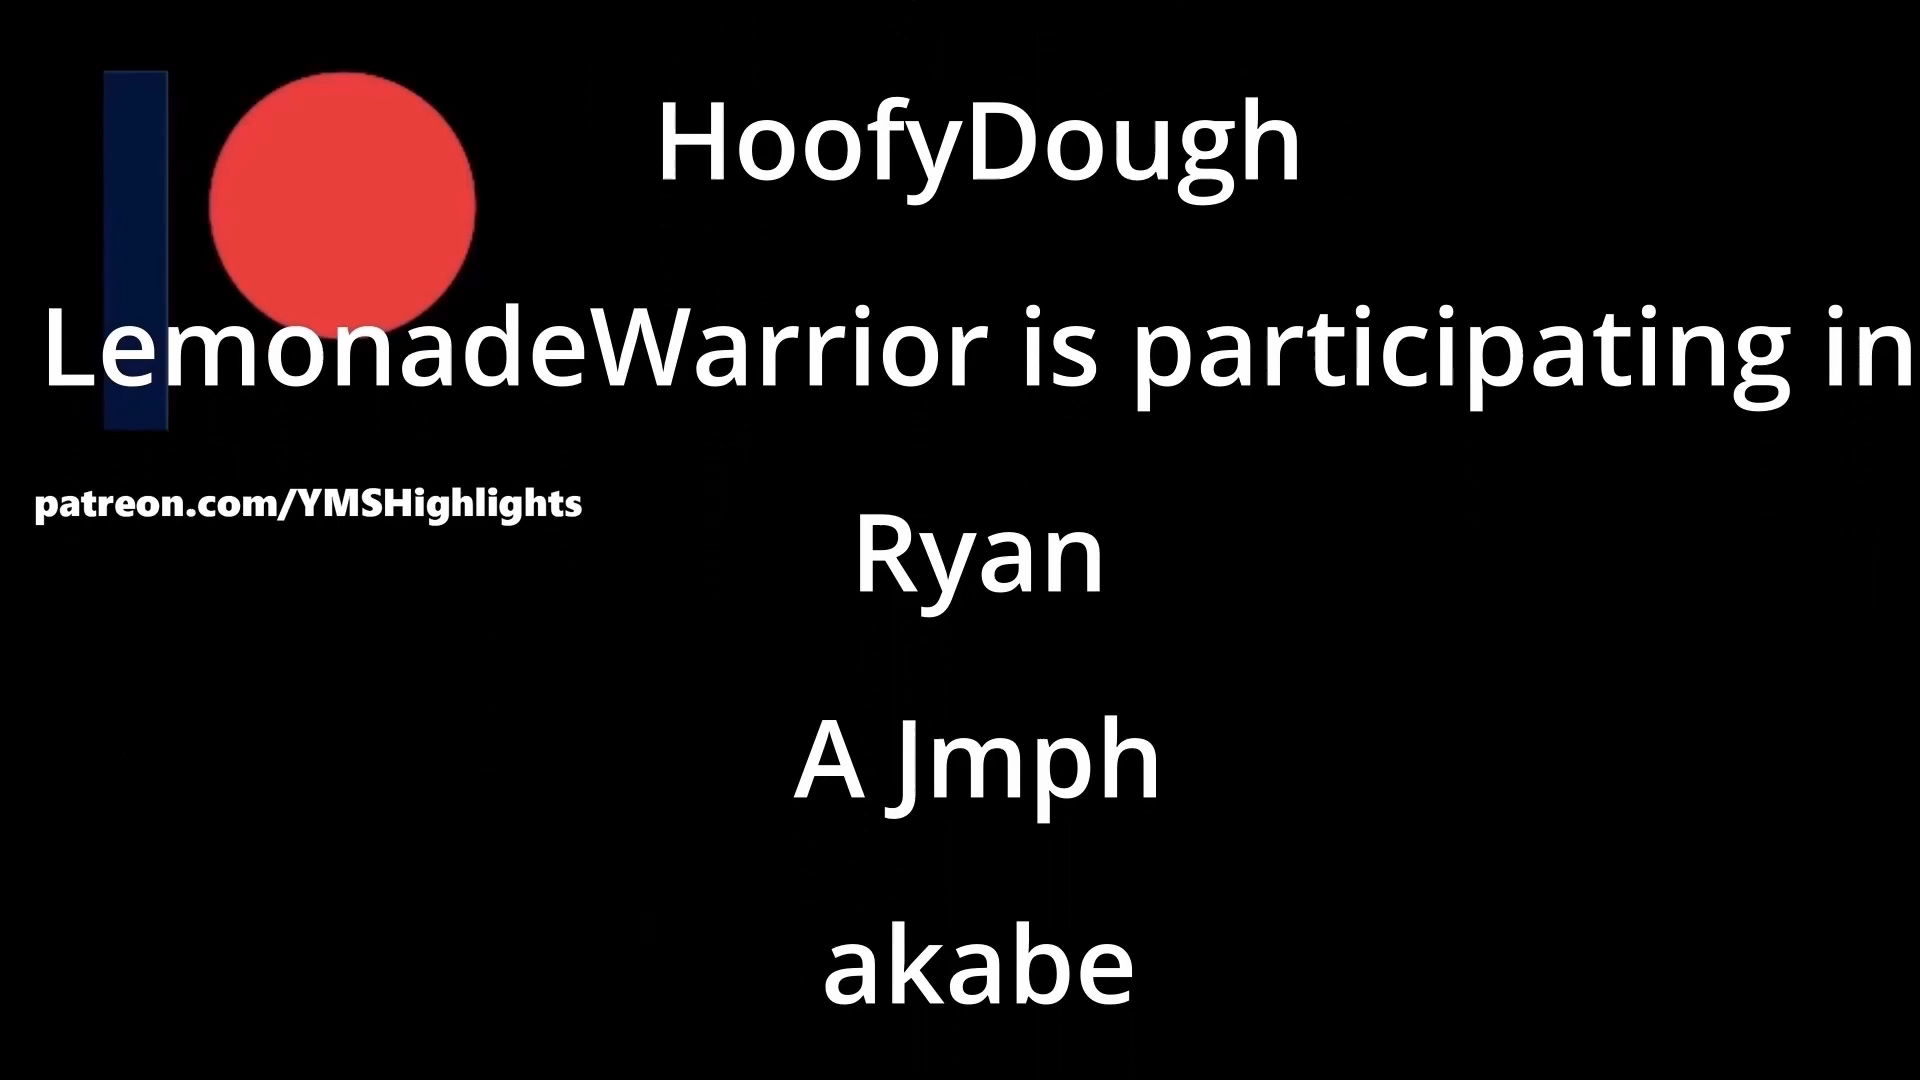 HoofyDough
LemonadeWarrior is participating in
patreon.com/YMSHighlights
Ryan
A Jmph
akabe